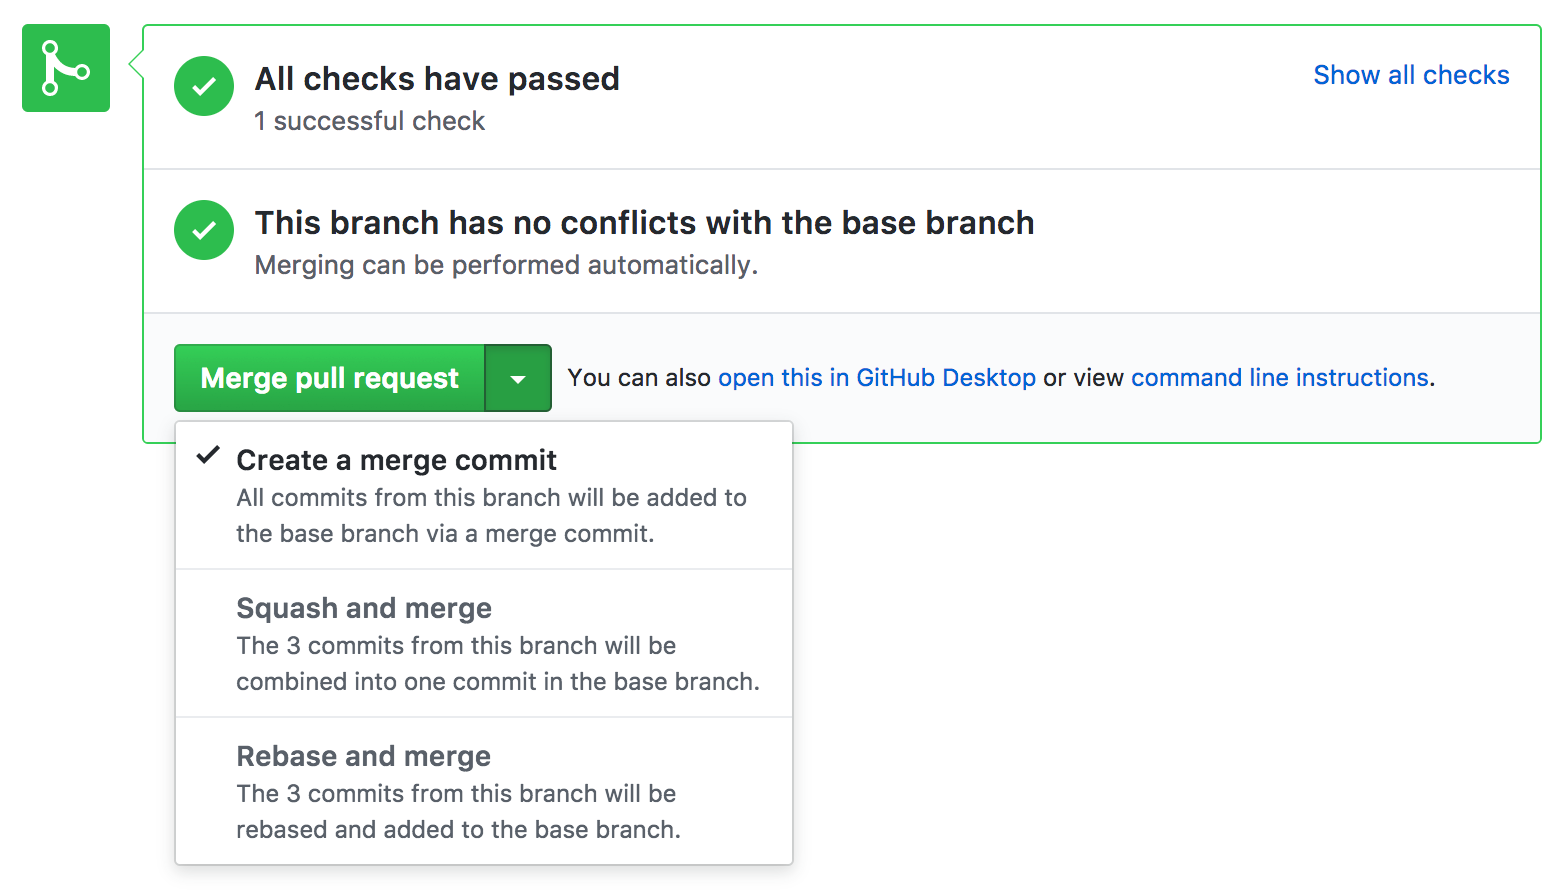 All checks have passed
Show all checks
1 successful check
This branch has no conflicts with the base branch
Merging can be performed automatically.
Merge pull request
You can also open this in GitHub Desktop or view command line instructions.
Create a merge commit
All commits from this branch will be added to
the base branch via a merge commit.
Squash and merge
The 3 commits from this branch will be
combined into one commit in the base branch.
Rebase and merge
The 3 commits from this branch will be
rebased and added to the base branch.